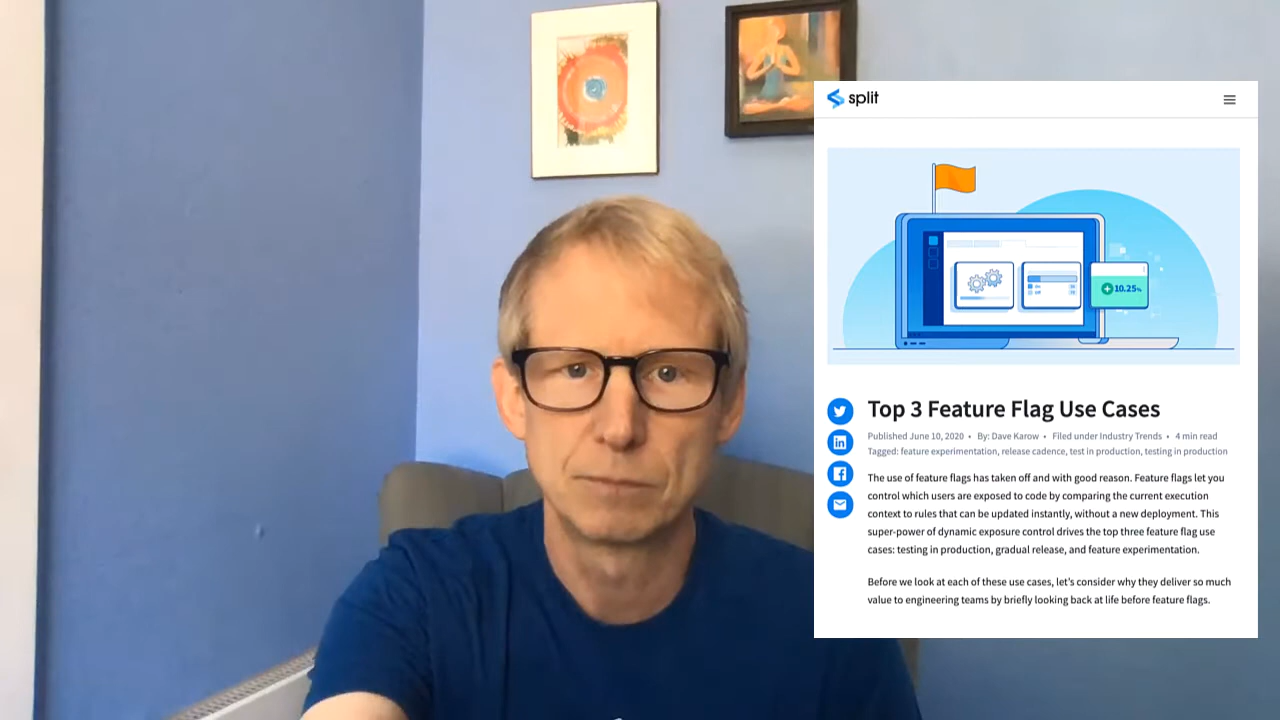 split
10.25%
Top 3 Feature Flag Use Cases
Published June 10, 2020 • By: Dave Karow • Filed under Industry Trends • 4 min read
Tagged: feature experimentation, release cadence, test in production, testing in production
The use of feature flags has taken off and with good reason. Feature flags let you
control which users are exposed to code by comparing the current execution
context to rules that can be updated instantly, without a new deployment. This
super-power of dynamic exposure control drives the top three feature flag use
cases: testing in production, gradual release, and feature experimentation.
Before we look at each of these use cases, let's consider why they deliver so much
value to engineering teams by briefly looking back at life before feature flags.